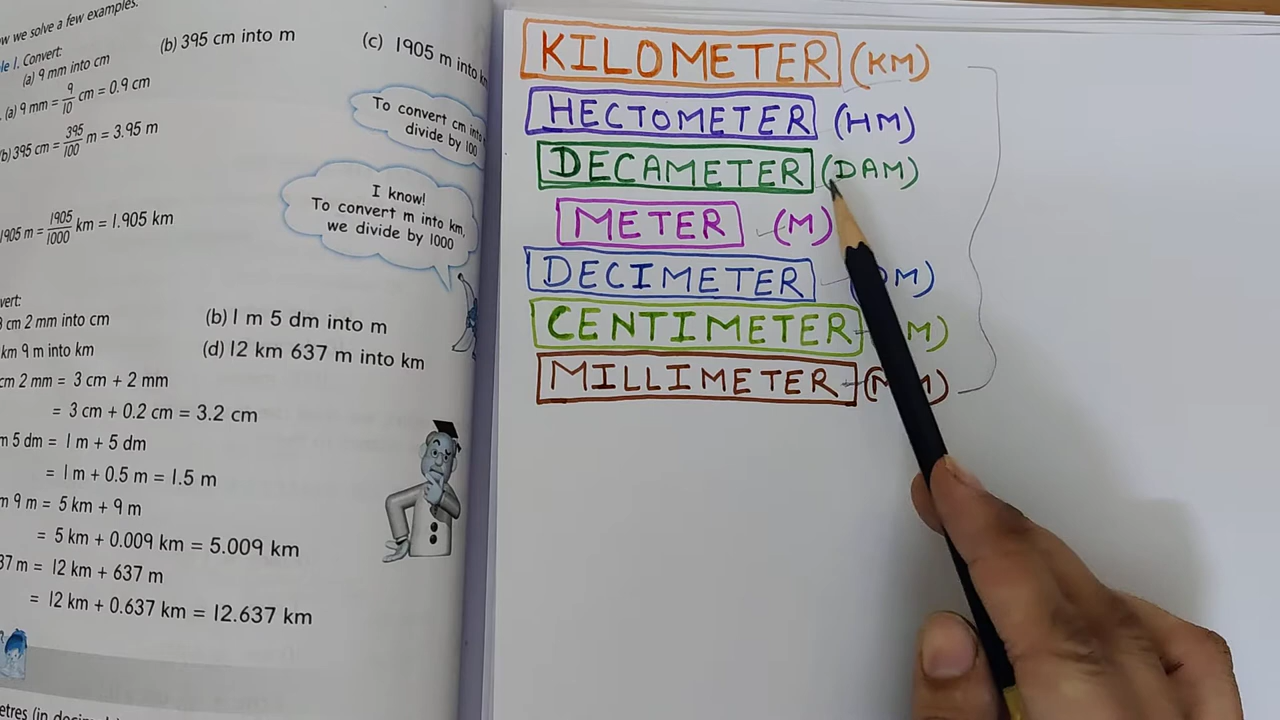 w we solve a few examples.
le 1. Convert:
(a) 9 mm into cm
(b) 395 cm into m
(c) 1905 m into
(a) 9 mm = 9/10 cm = 0.9 cm
b) 395 cm = 395/100 m = 3.95 m
To convert cm into
divide by 100
I know!
To convert m into km,
we divide by 1000
1905 m = 1905/1000 km = 1.905 km
vert:
cm 2 mm into cm
(b) 1 m 5 dm into m
km 9 m into km
(d) 12 km 637 m into km
cm 2 mm = 3 cm + 2 mm
= 3 cm + 0.2 cm = 3.2 cm
m 5 dm = 1 m + 5 dm
= 1 m + 0.5 m = 1.5 m
m 9 m = 5 km + 9 m
= 5 km + 0.009 km = 5.009 km
37 m = 12 km + 637 m
= 12 km + 0.637 km = 12.637 km
etres (in
KILOMETER (KM)
HECTOMETER (HM)
DECAMETER (DAM)
METER (M)
DECIMETER M)
CENTIMETER M)
MILLIMETER (M